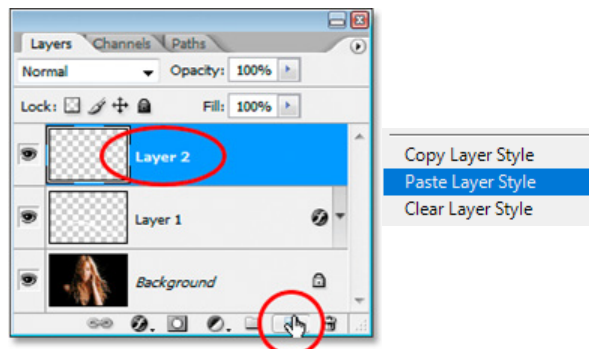 Layers Channels Paths
Normal Opacity: 100%
Lock: Fill: 100%
Layer 2
Layer 1
Background
Copy Layer Style
Paste Layer Style
Clear Layer Style